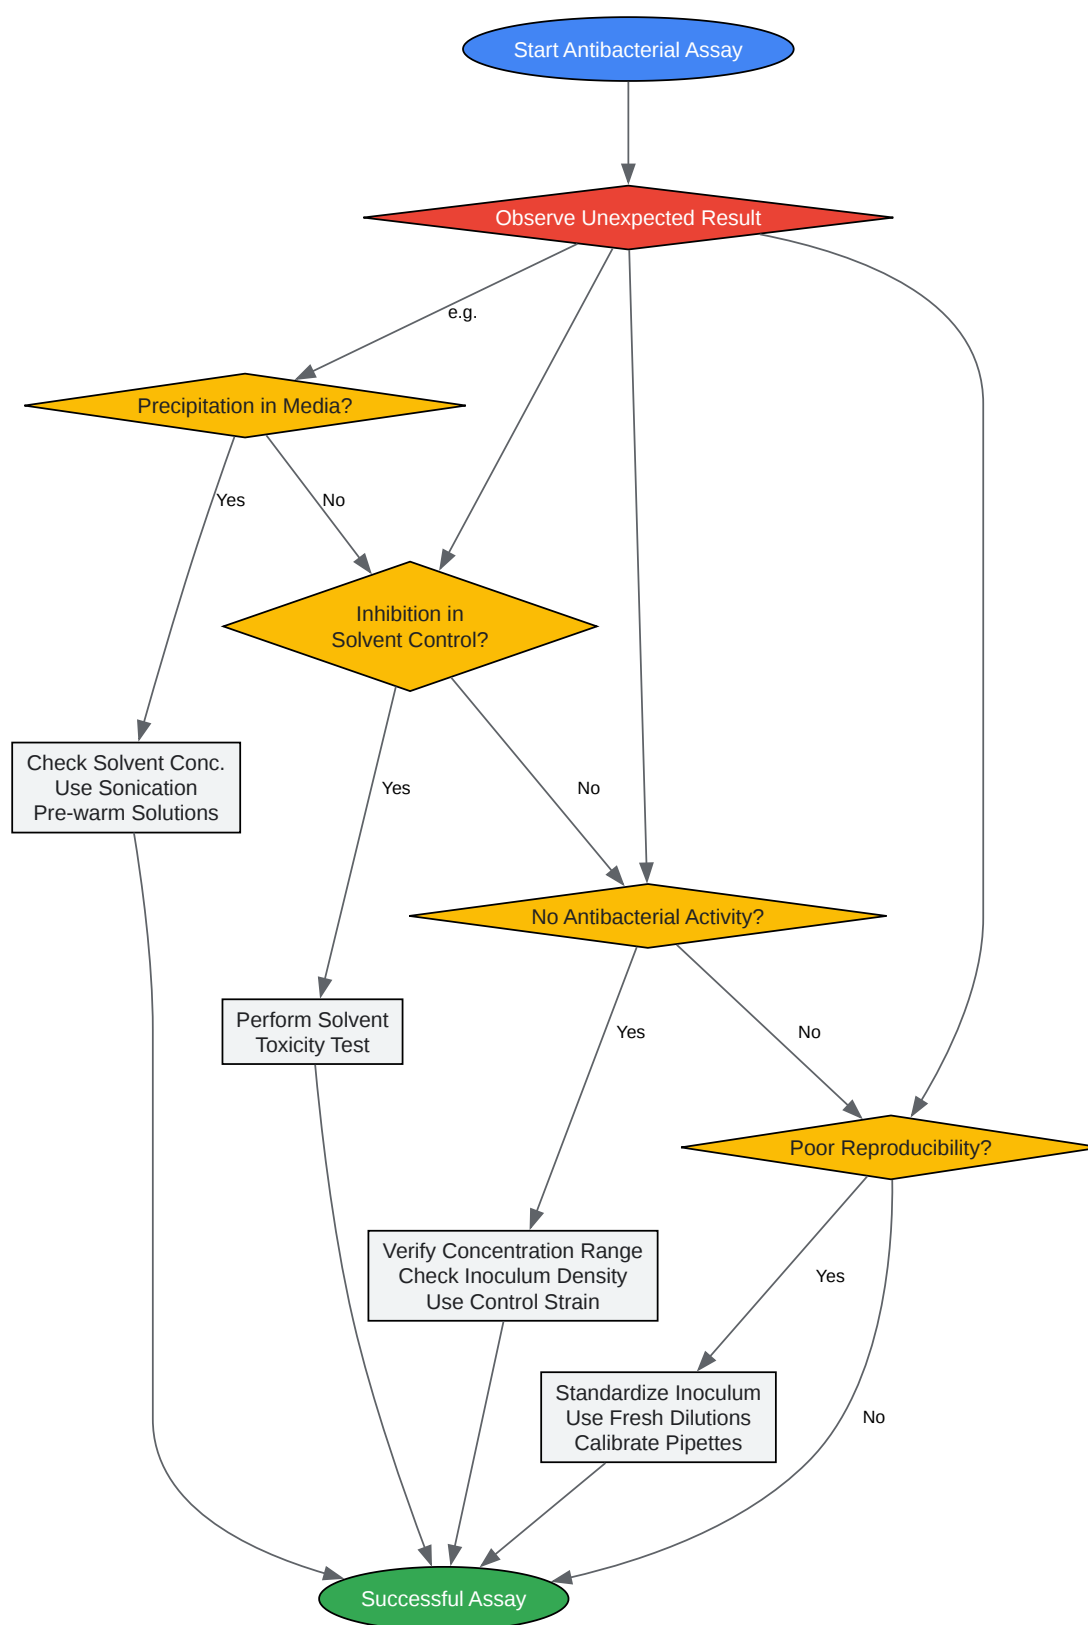 Start Antibacterial Assay
Observe Unexpected Result
e.g.
Precipitation in Media?
Yes
No
Inhibition in
Solvent Control?
Check Solvent Conc.
Use Sonication
Pre-warm Solutions
Yes
No
No Antibacterial Activity?
Perform Solvent
Toxicity Test
Yes
No
Poor Reproducibility?
Verify Concentration Range
Check Inoculum Density
Use Control Strain
Yes
Standardize Inoculum
Use Fresh Dilutions
Calibrate Pipettes
No
Successful Assay